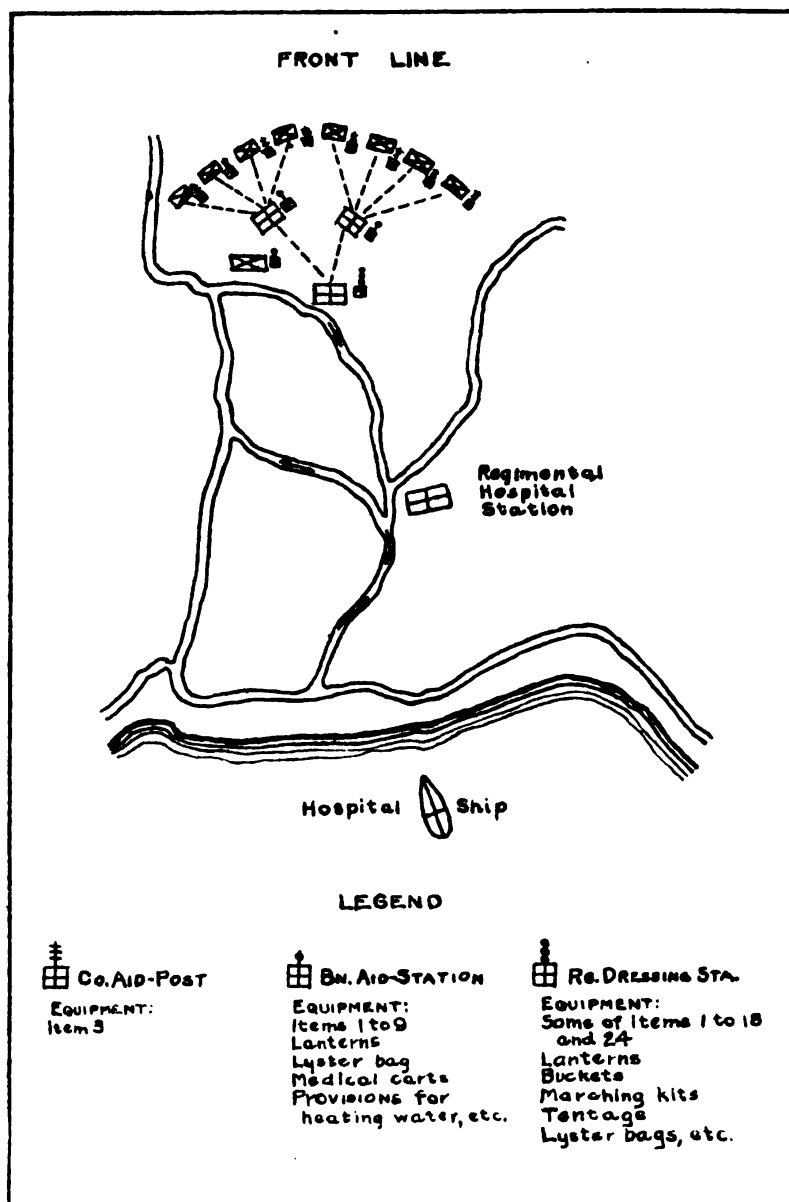 FRONT LINE
Regimental
Hospital
Station
Hospital Ship
LEGEND
CO. AID-POST
EQUIPMENT:
Item 3
BN. AID-STATION
EQUIPMENT:
Items 1 to 9
Lanterns
Lyster bag
Medical carts
PROVISIONS for
heating water, etc.
RG. DRESSING STA.
EQUIPMENT:
Some of Items 1 to 18
and 24
Lanterns
Buckets
Marching kits
Tentage
Lyster bags, etc.